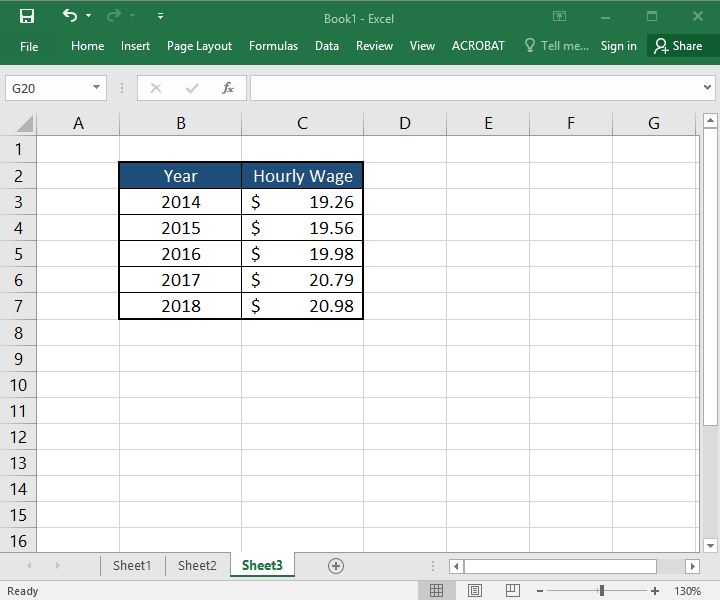 Book1 - Excel
File Home Insert Page Layout Formulas Data Review View ACROBAT Tell me... Sign in Share
G20 fx
A B C D E F G
1
2 Year Hourly Wage
3 2014 $ 19.26
4 2015 $ 19.56
5 2016 $ 19.98
6 2017 $ 20.79
7 2018 $ 20.98
8
9
10
11
12
13
14
15
16
Sheet1 Sheet2 Sheet3
Ready 130%